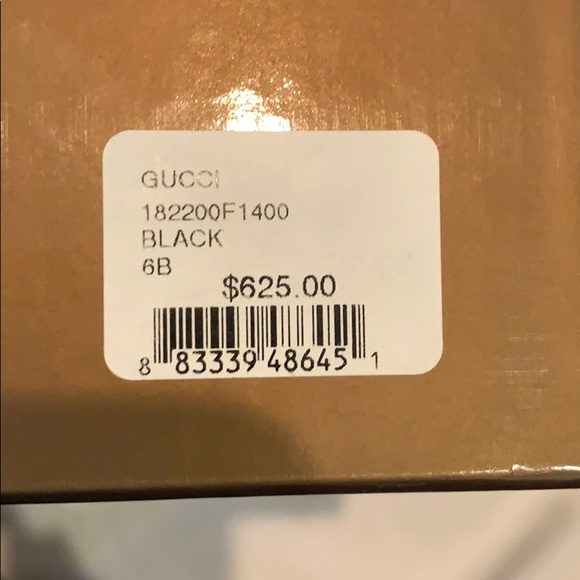 GUCCI
182200F1400
BLACK
6B
$625.00
8 83339 48645 1